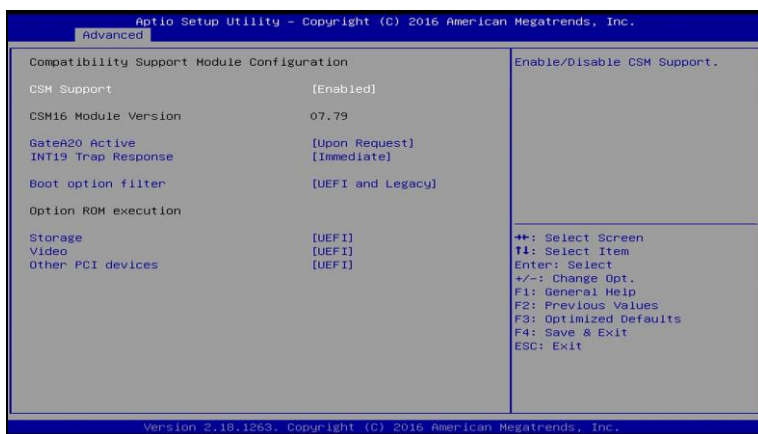 Aptio Setup Utility – Copyright (C) 2016 American Megatrends, Inc.
Advanced
Compatibility Support Module Configuration
CSM Support [Enabled]
CSM16 Module Version 07.79
GateA20 Active [Upon Request]
INT19 Trap Response [Immediate]
Boot option filter [UEFI and Legacy]
Option ROM execution
Storage [UEFI]
Video [UEFI]
Other PCI devices [UEFI]
Enable/Disable CSM Support.
→←: Select Screen
↑↓: Select Item
Enter: Select
+/-: Change Opt.
F1: General Help
F2: Previous Values
F3: Optimized Defaults
F4: Save & Exit
ESC: Exit
Version 2.18.1263. Copyright (C) 2016 American Megatrends, Inc.